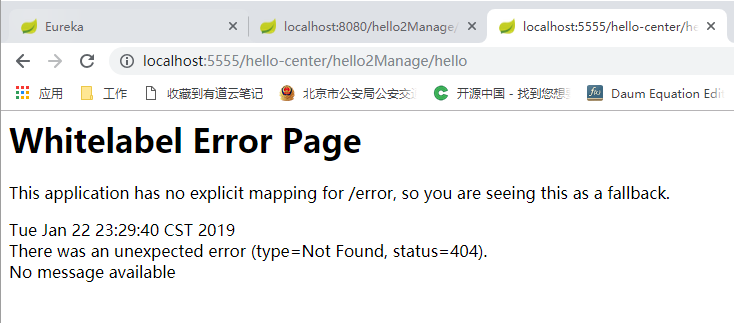 Eureka
localhost:8080/hello2Manage/
localhost:5555/hello-center/he
localhost:5555/hello-center/hello2Manage/hello
应用 工作 收藏到有道云笔记 北京市公安局公安交 开源中国 - 找到您想 Daum Equation Edi
Whitelabel Error Page
This application has no explicit mapping for /error, so you are seeing this as a fallback.
Tue Jan 22 23:29:40 CST 2019
There was an unexpected error (type=Not Found, status=404).
No message available